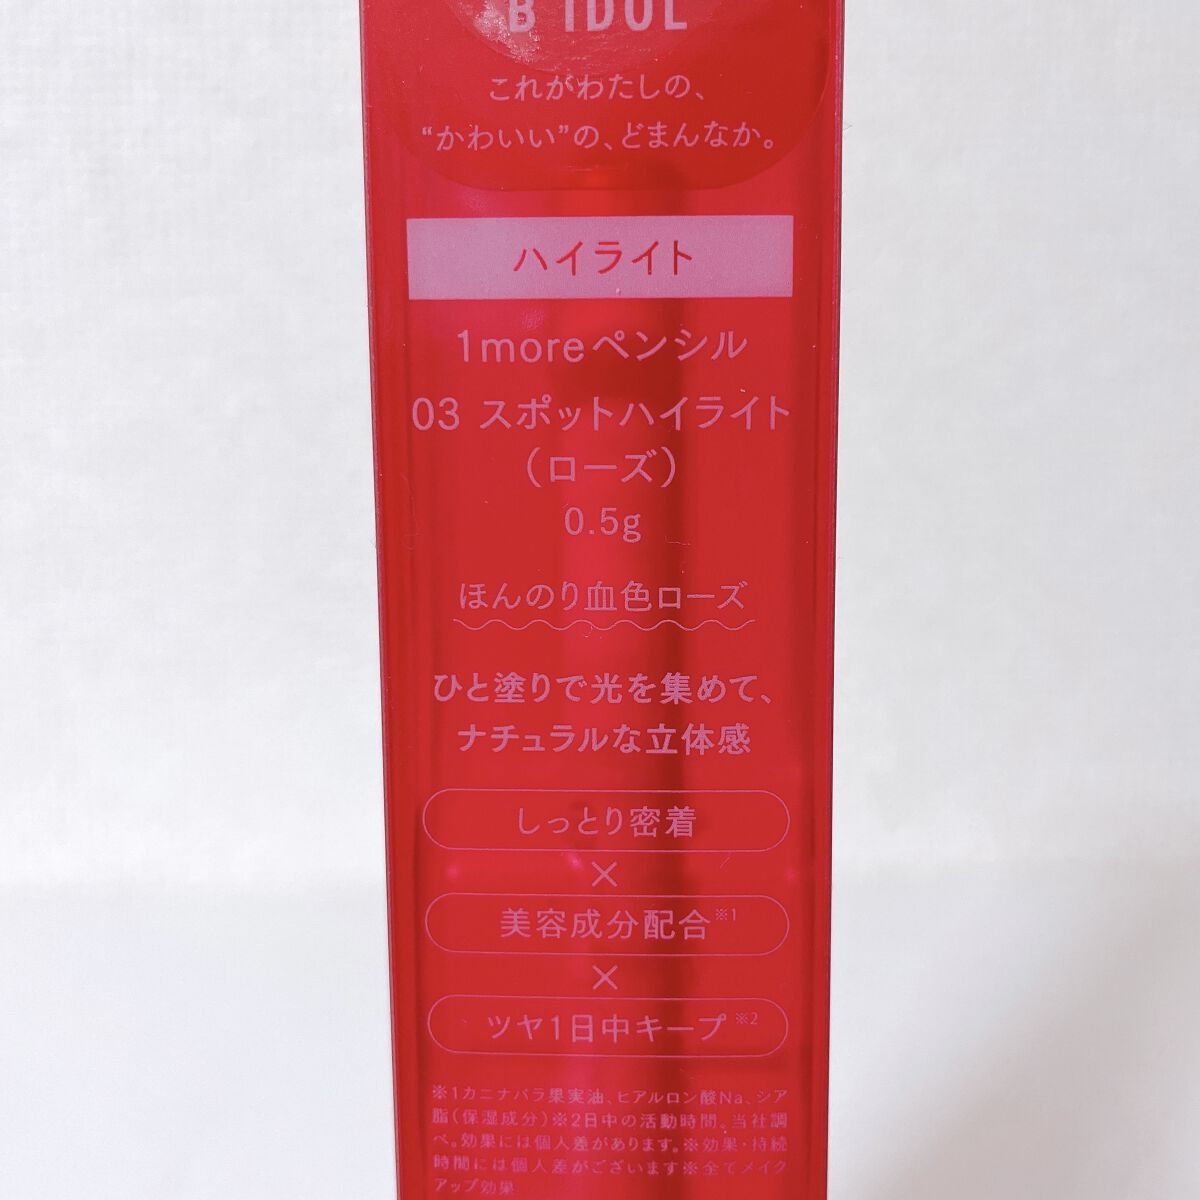 B IDOL
これがわたしの、
“かわいい”の、どまんなか。
ハイライト
1moreペンシル
03 スポットハイライト
（ローズ）
0.5g
ほんのり血色ローズ
ひと塗りで光を集めて、
ナチュラルな立体感
しっとり密着
×
美容成分配合※1
×
ツヤ1日中キープ※2
※1カニナバラ果実油、ヒアルロン酸Na、シア
脂(保湿成分)※2日中の活動時間。当社調
べ。効果には個人差があります。※効果・持続
時間には個人差がございます※全てメイク
アップ効果